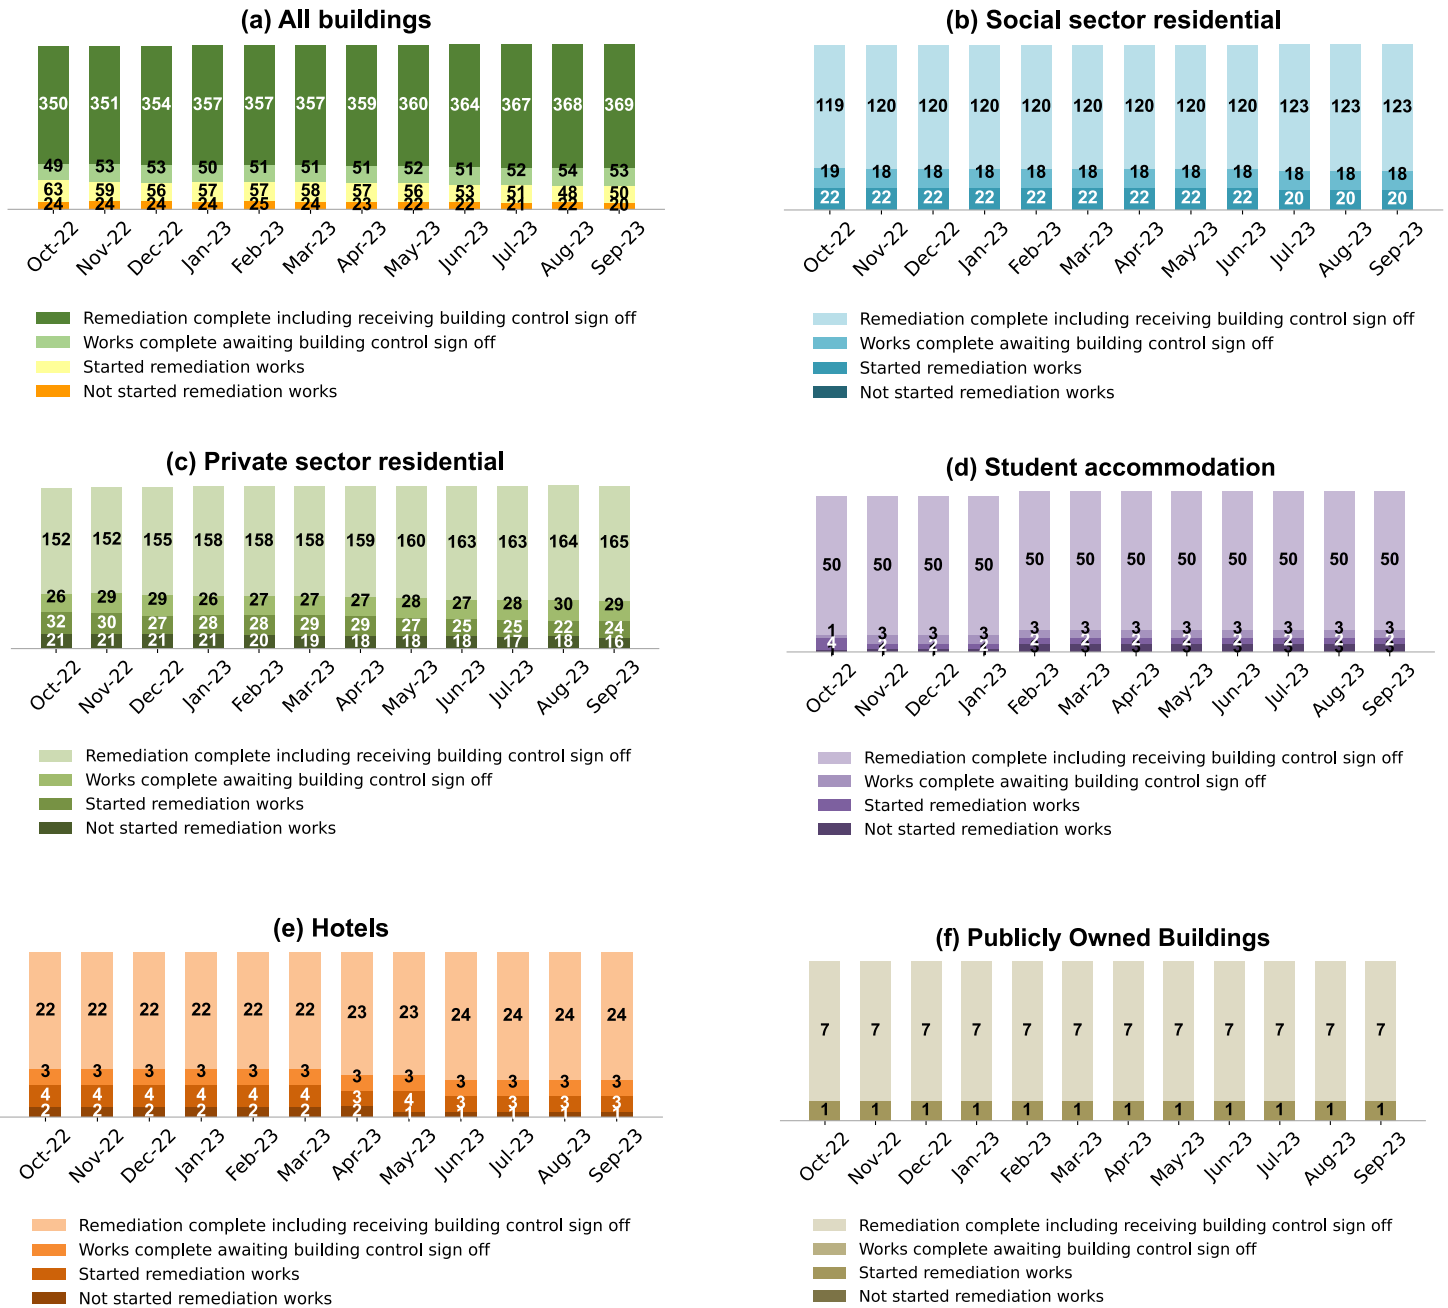 (a) All buildings
350 351 354 357 357 357 359 360 364 367 368 369
49 53 53 50 51 51 51 52 51 52 54 53
63 59 56 57 57 58 57 56 53 51 48 50
24 24 24 24 25 24 23 22 22 21 22 20
Oct-22 Nov-22 Dec-22 Jan-23 Feb-23 Mar-23 Apr-23 May-23 Jun-23 Jul-23 Aug-23 Sep-23
Remediation complete including receiving building control sign off
Works complete awaiting building control sign off
Started remediation works
Not started remediation works
(b) Social sector residential
119 120 120 120 120 120 120 120 120 123 123 123
19 18 18 18 18 18 18 18 18 18 18 18
22 22 22 22 22 22 22 22 22 20 20 20
Oct-22 Nov-22 Dec-22 Jan-23 Feb-23 Mar-23 Apr-23 May-23 Jun-23 Jul-23 Aug-23 Sep-23
Remediation complete including receiving building control sign off
Works complete awaiting building control sign off
Started remediation works
Not started remediation works
(c) Private sector residential
152 152 155 158 158 158 159 160 163 163 164 165
26 29 29 26 27 27 27 28 27 28 30 29
32 30 27 28 28 29 29 27 25 25 22 24
21 21 21 21 20 19 18 18 18 17 18 16
Oct-22 Nov-22 Dec-22 Jan-23 Feb-23 Mar-23 Apr-23 May-23 Jun-23 Jul-23 Aug-23 Sep-23
Remediation complete including receiving building control sign off
Works complete awaiting building control sign off
Started remediation works
Not started remediation works
(d) Student accommodation
50 50 50 50 50 50 50 50 50 50 50 50
1 3 3 3 3 3 3 3 3 3 3 3
4 2 2 2 2 2 2 2 2 2 2 2
3 3 3 3 3 3 3 3
Oct-22 Nov-22 Dec-22 Jan-23 Feb-23 Mar-23 Apr-23 May-23 Jun-23 Jul-23 Aug-23 Sep-23
Remediation complete including receiving building control sign off
Works complete awaiting building control sign off
Started remediation works
Not started remediation works
(e) Hotels
22 22 22 22 22 22 23 23 24 24 24 24
3 3 3 3 3 3 3 3 3 3 3 3
4 4 4 4 4 4 3 4 3 3 3 3
2 2 2 2 2 2 2 1 1 1 1 1
Oct-22 Nov-22 Dec-22 Jan-23 Feb-23 Mar-23 Apr-23 May-23 Jun-23 Jul-23 Aug-23 Sep-23
Remediation complete including receiving building control sign off
Works complete awaiting building control sign off
Started remediation works
Not started remediation works
(f) Publicly Owned Buildings
7 7 7 7 7 7 7 7 7 7 7 7
1 1 1 1 1 1 1 1 1 1 1 1
Oct-22 Nov-22 Dec-22 Jan-23 Feb-23 Mar-23 Apr-23 May-23 Jun-23 Jul-23 Aug-23 Sep-23
Remediation complete including receiving building control sign off
Works complete awaiting building control sign off
Started remediation works
Not started remediation works